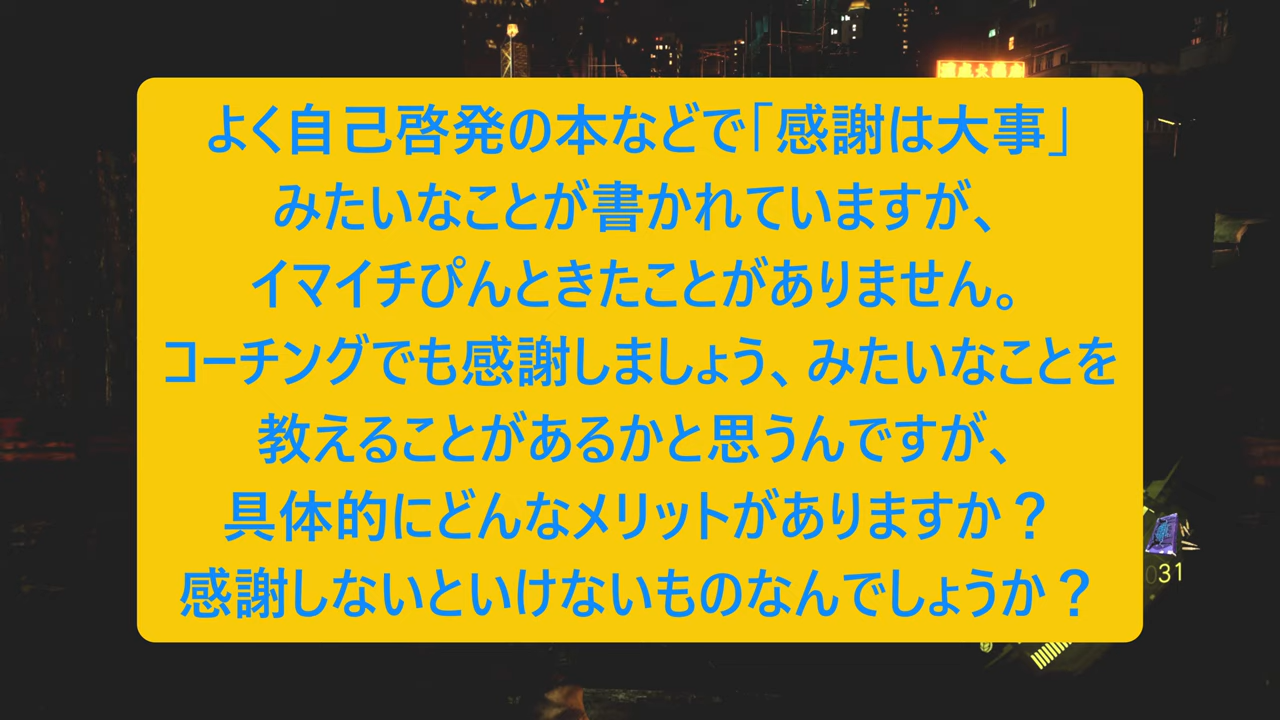 よく自己啓発の本などで「感謝は大事」
みたいなことが書かれていますが、
イマイチぴんときたことがありません。
コーチングでも感謝しましょう、みたいなことを
教えることがあるかと思うんですが、
具体的にどんなメリットがありますか？
感謝しないといけないものなんでしょうか？
031